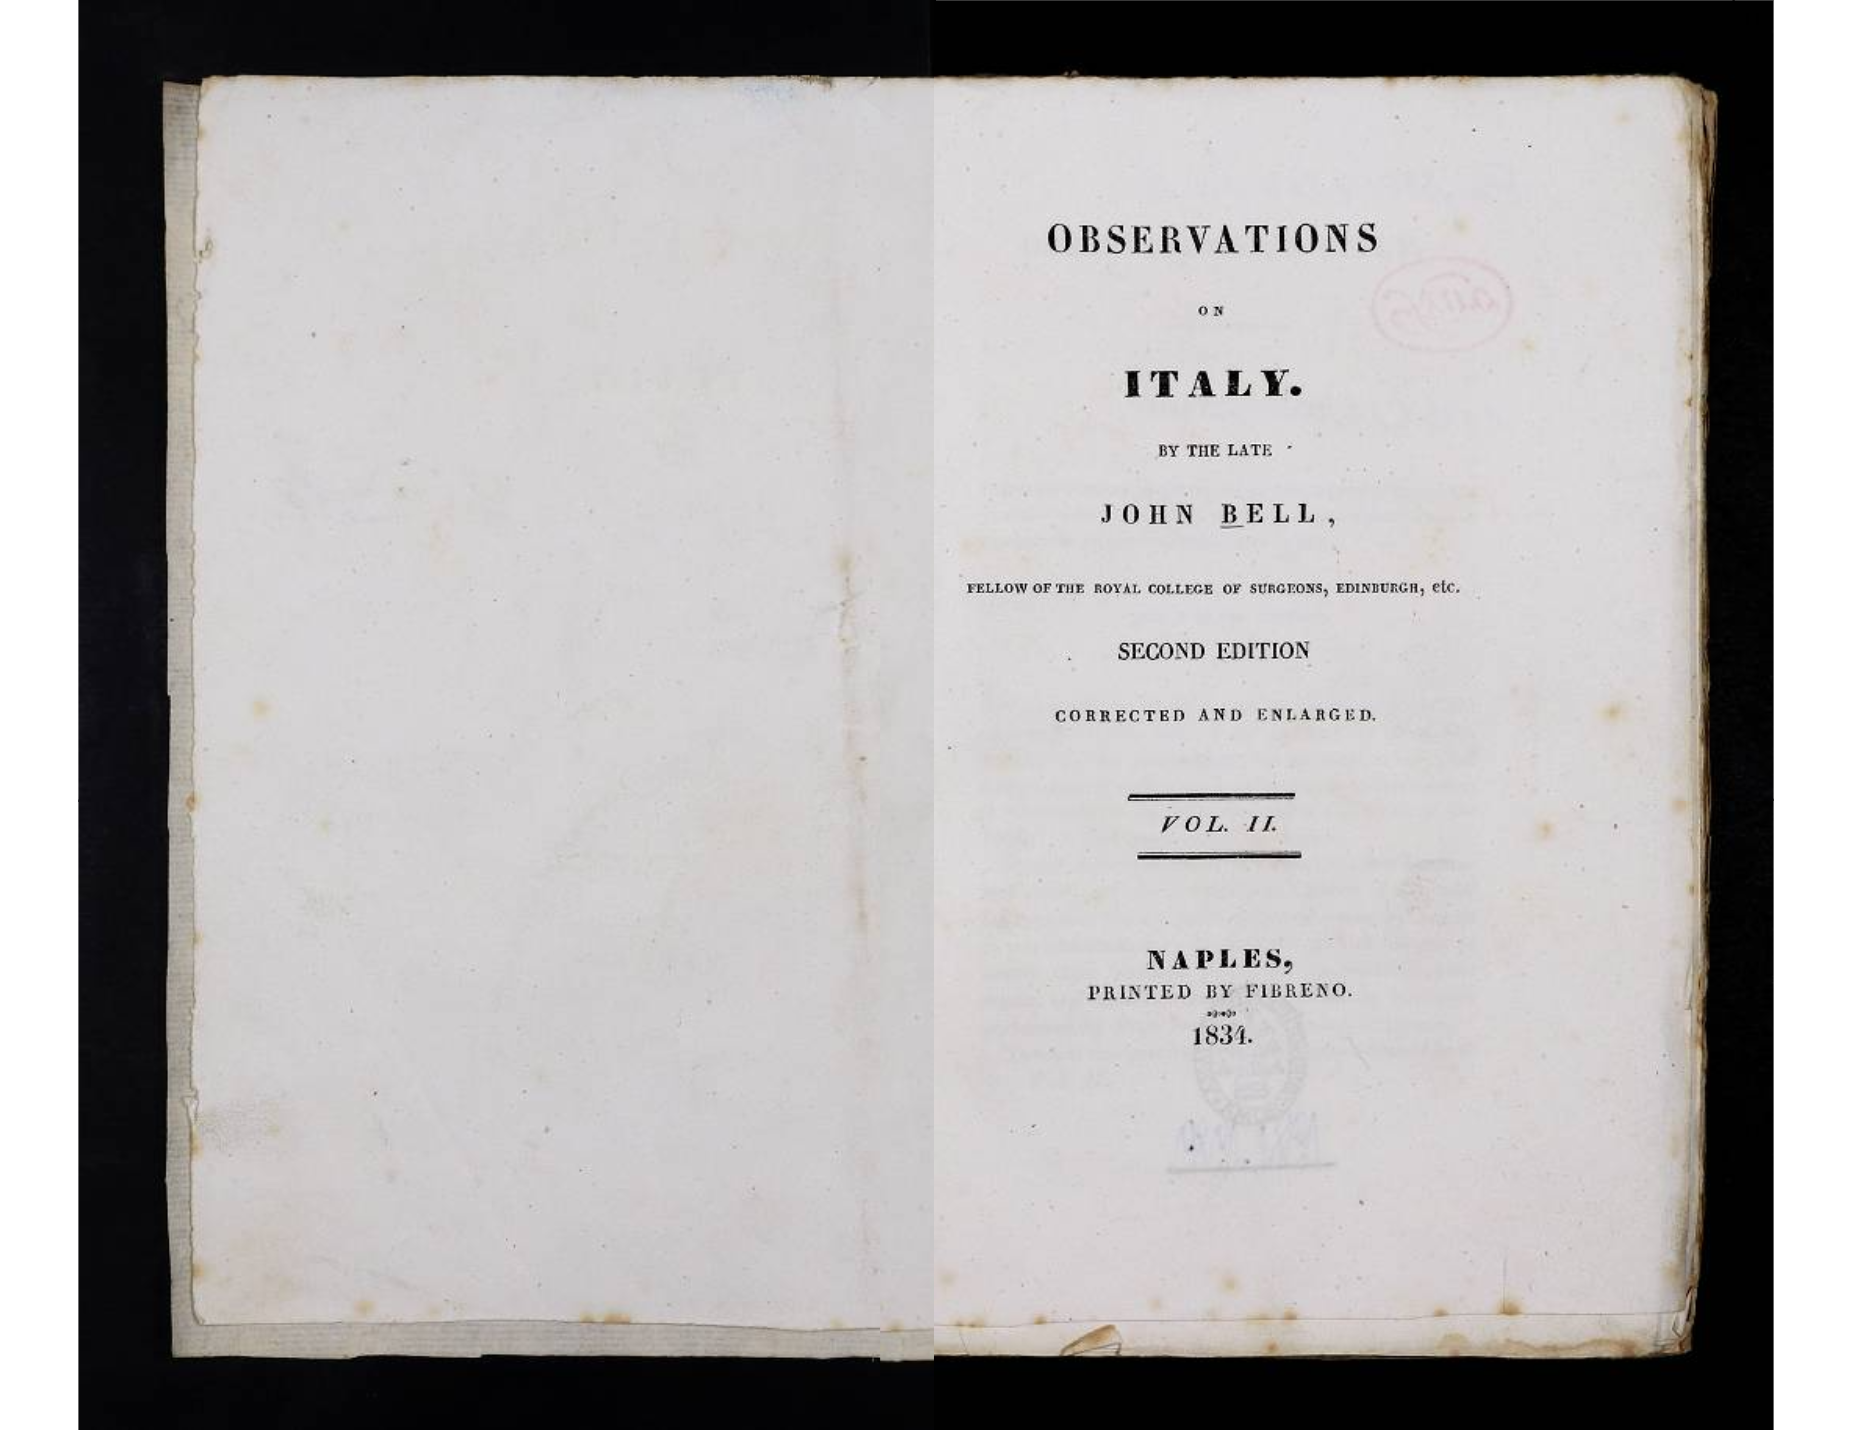 OBSERVATIONS
ON
ITALY.
BY THE LATE
JOHN BELL,
FELLOW OF THE ROYAL COLLEGE OF SURGEONS, EDINBURGH, etc.
SECOND EDITION
CORRECTED AND ENLARGED.
VOL. II.
NAPLES,
PRINTED BY FIBRENO.
1834.